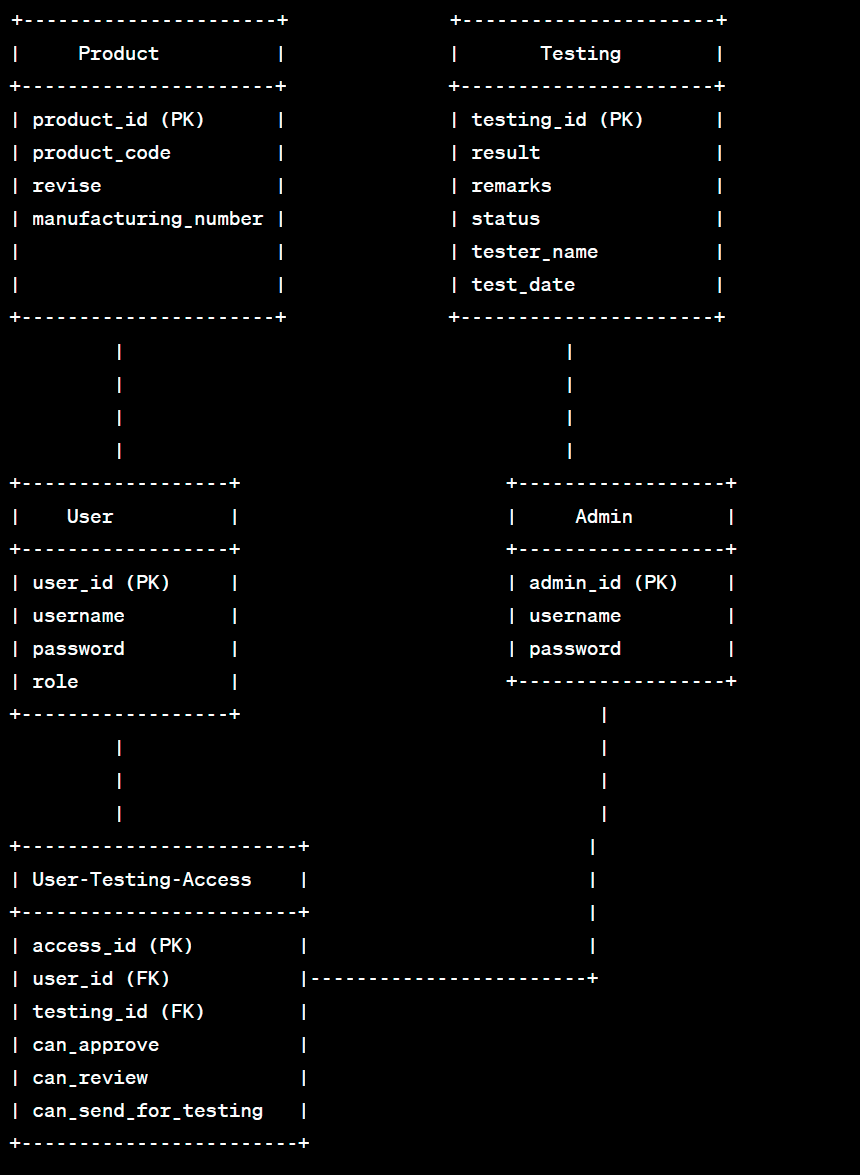 +----------------------+ +----------------------+
| Product | | Testing |
+----------------------+ +----------------------+
| product_id (PK) | | testing_id (PK) |
| product_code | | result |
| revise | | remarks |
| manufacturing_number | | status |
| | | tester_name |
| | | test_date |
+----------------------+ +----------------------+
| |
| |
| |
| |
+------------------+ +------------------+
| User | | Admin |
+------------------+ +------------------+
| user_id (PK) | | admin_id (PK) |
| username | | username |
| password | | password |
| role | +------------------+
+------------------+ |
| |
| |
| |
+------------------------+ |
| User-Testing-Access | |
+------------------------+ |
| access_id (PK) | |
| user_id (FK) |------------------------+
| testing_id (FK) |
| can_approve |
| can_review |
| can_send_for_testing |
+------------------------+